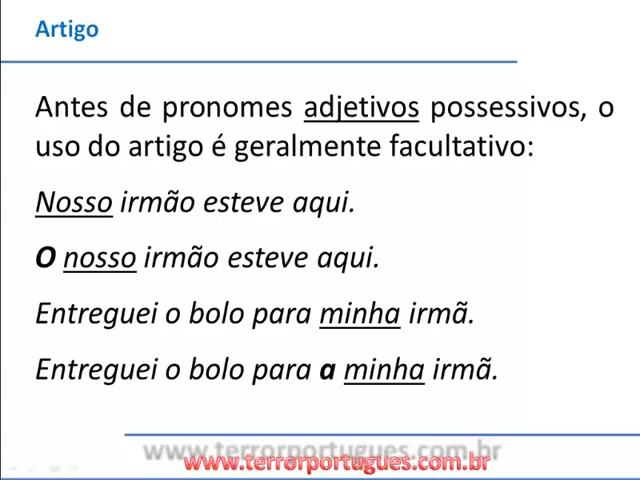 Artigo
Antes de pronomes adjetivos possessivos, o
uso do artigo é geralmente facultativo:
Nosso irmão esteve aqui.
O nosso irmão esteve aqui.
Entreguei o bolo para minha irmã.
Entreguei o bolo para a minha irmã.
www.terrorportugues.com.br
www.terrorportugues.com.br